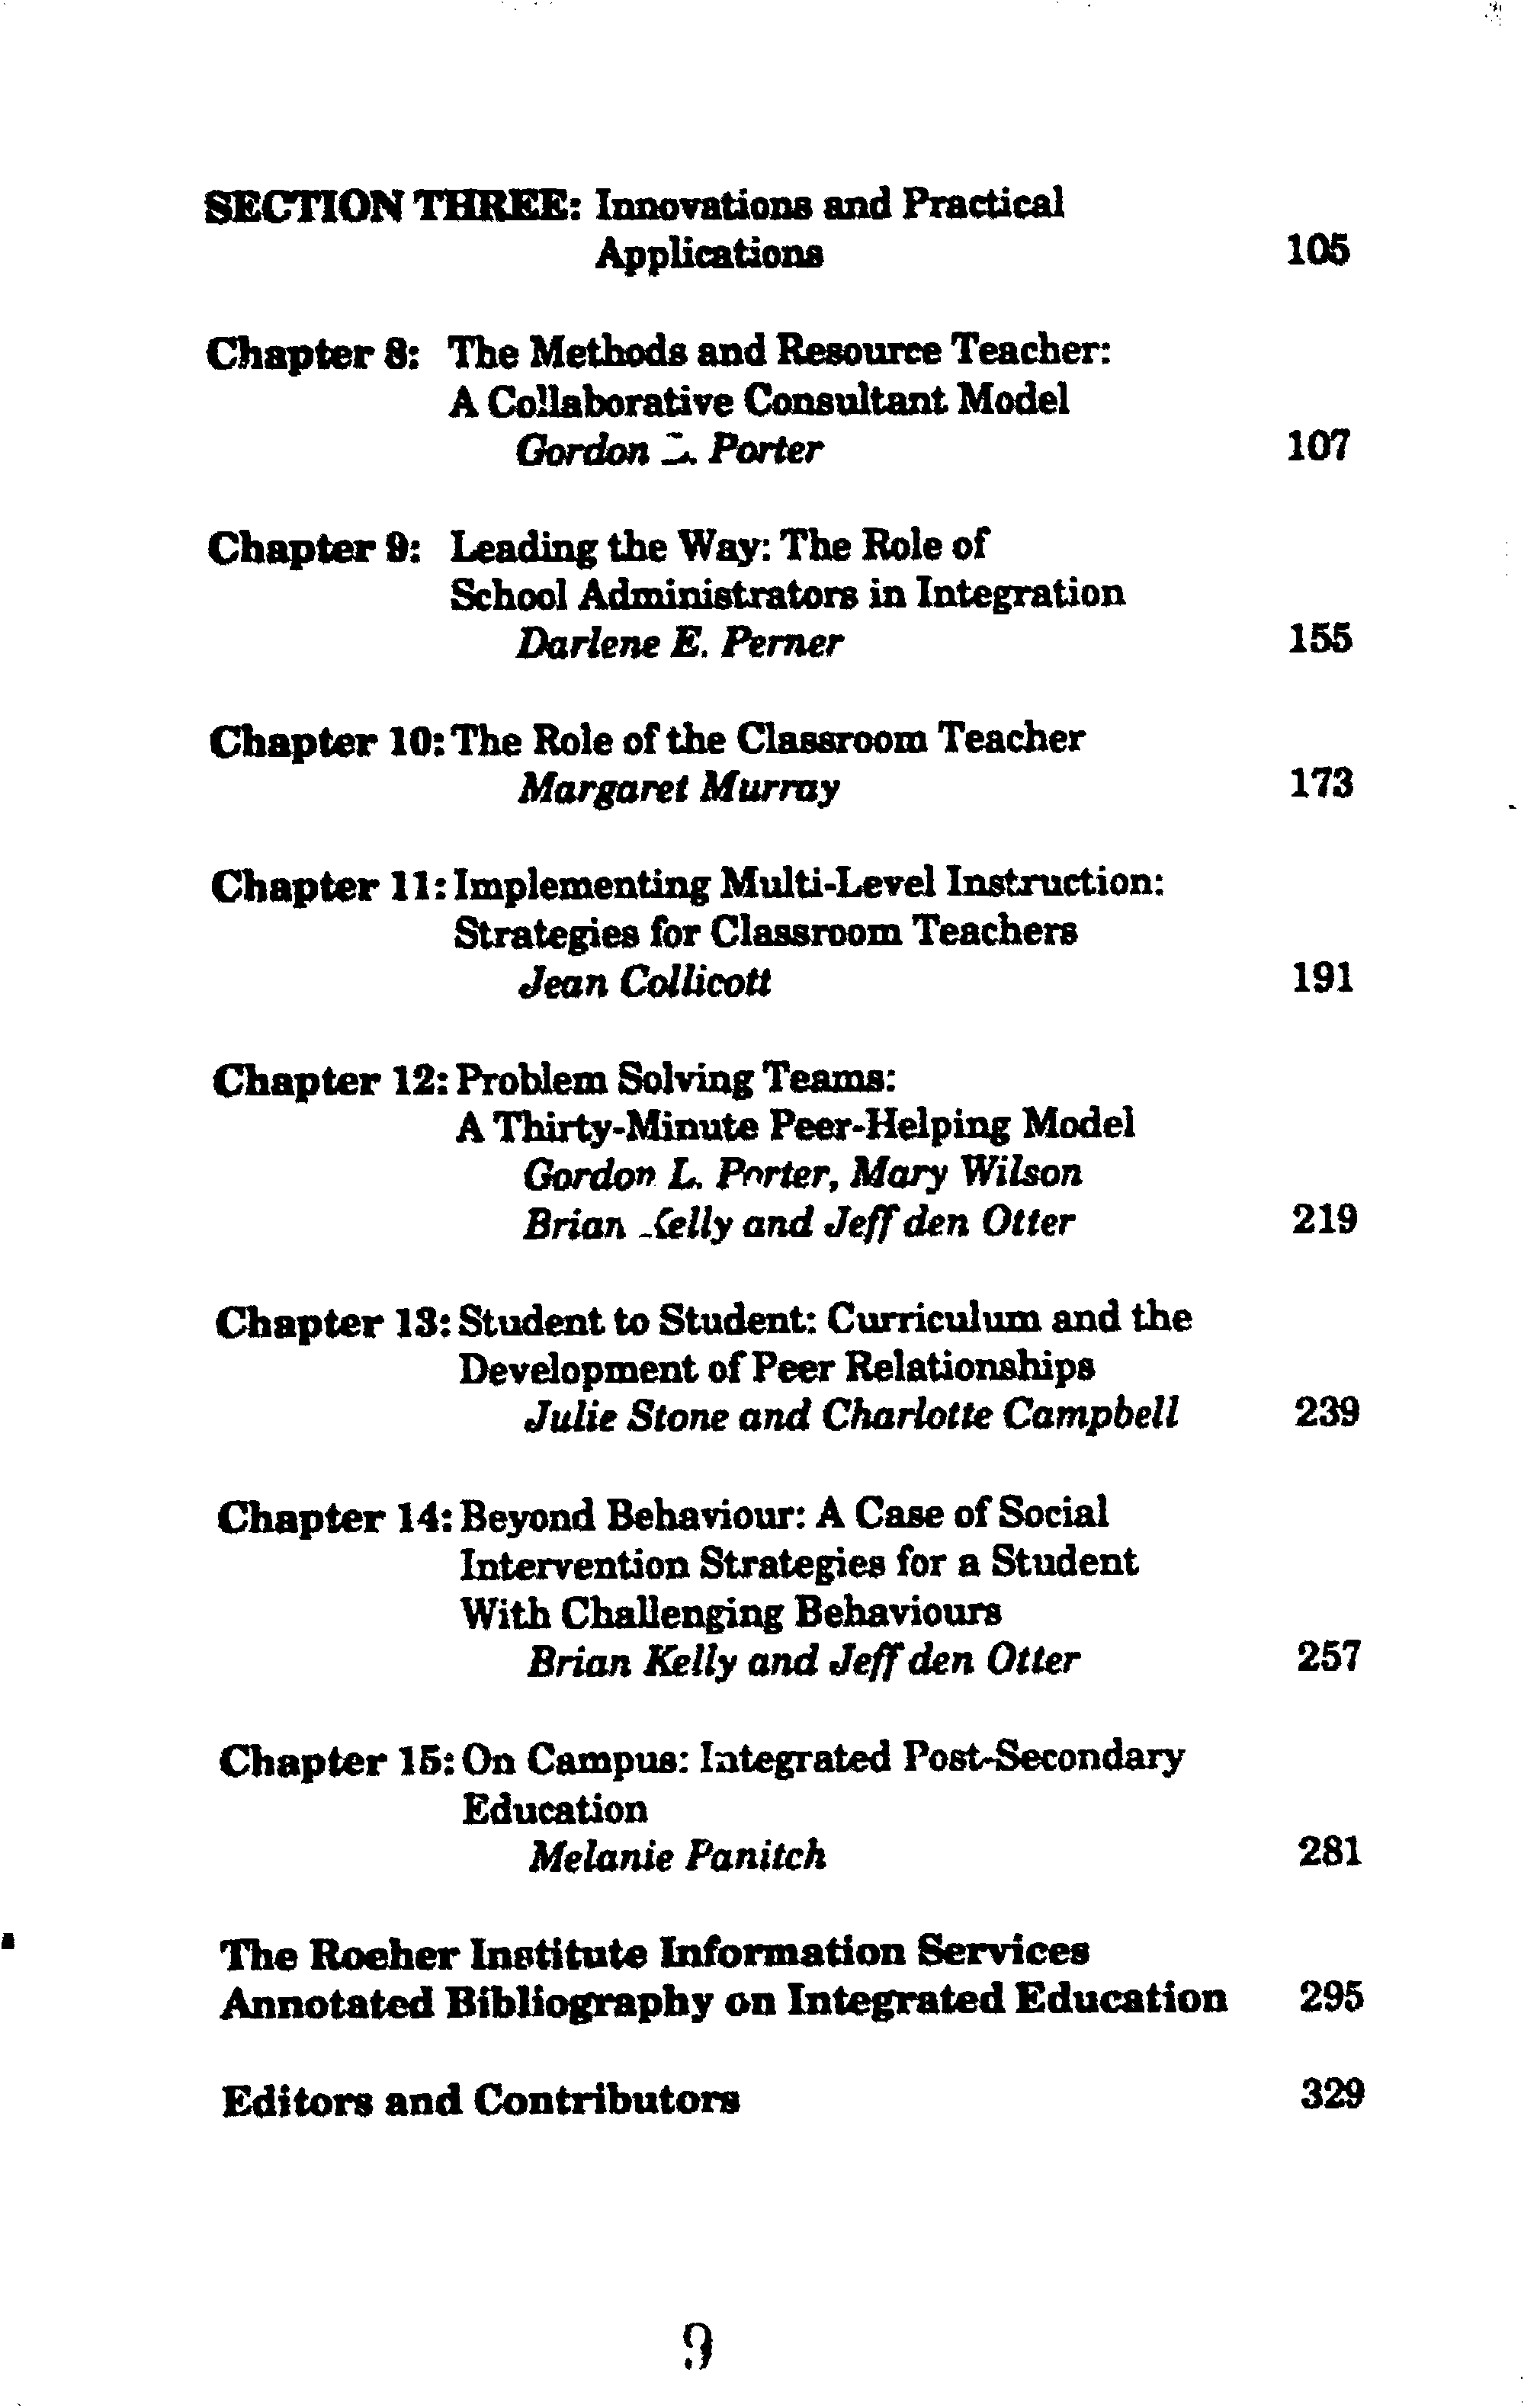 SECTION THREE: Innovations and Practical
Applications 105
Chapter 8: The Methods and Resource Teacher:
A Collaborative Consultant Model
Gordon L. Porter 107
Chapter 9: Leading the Way: The Role of
School Administrators in Integration
Darlene E. Perner 155
Chapter 10: The Role of the Classroom Teacher
Margaret Murray 173
Chapter 11: Implementing Multi-Level Instruction:
Strategies for Classroom Teachers
Jean Collicott 191
Chapter 12: Problem Solving Teams:
A Thirty-Minute Peer-Helping Model
Gordon L. Porter, Mary Wilson
Brian Kelly and Jeff den Otter 219
Chapter 13: Student to Student: Curriculum and the
Development of Peer Relationships
Julie Stone and Charlotte Campbell 239
Chapter 14: Beyond Behaviour: A Case of Social
Intervention Strategies for a Student
With Challenging Behaviours
Brian Kelly and Jeff den Otter 257
Chapter 15: On Campus: Integrated Post-Secondary
Education
Melanie Panitch 281
The Roeher Institute Information Services
Annotated Bibliography on Integrated Education 295
Editors and Contributors 329
9